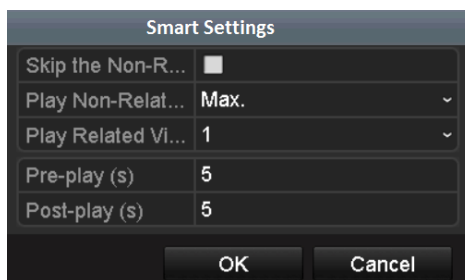 Smart Settings
Skip the Non-R...
Play Non-Relat... Max.
Play Related Vi... 1
Pre-play (s) 5
Post-play (s) 5
OK Cancel